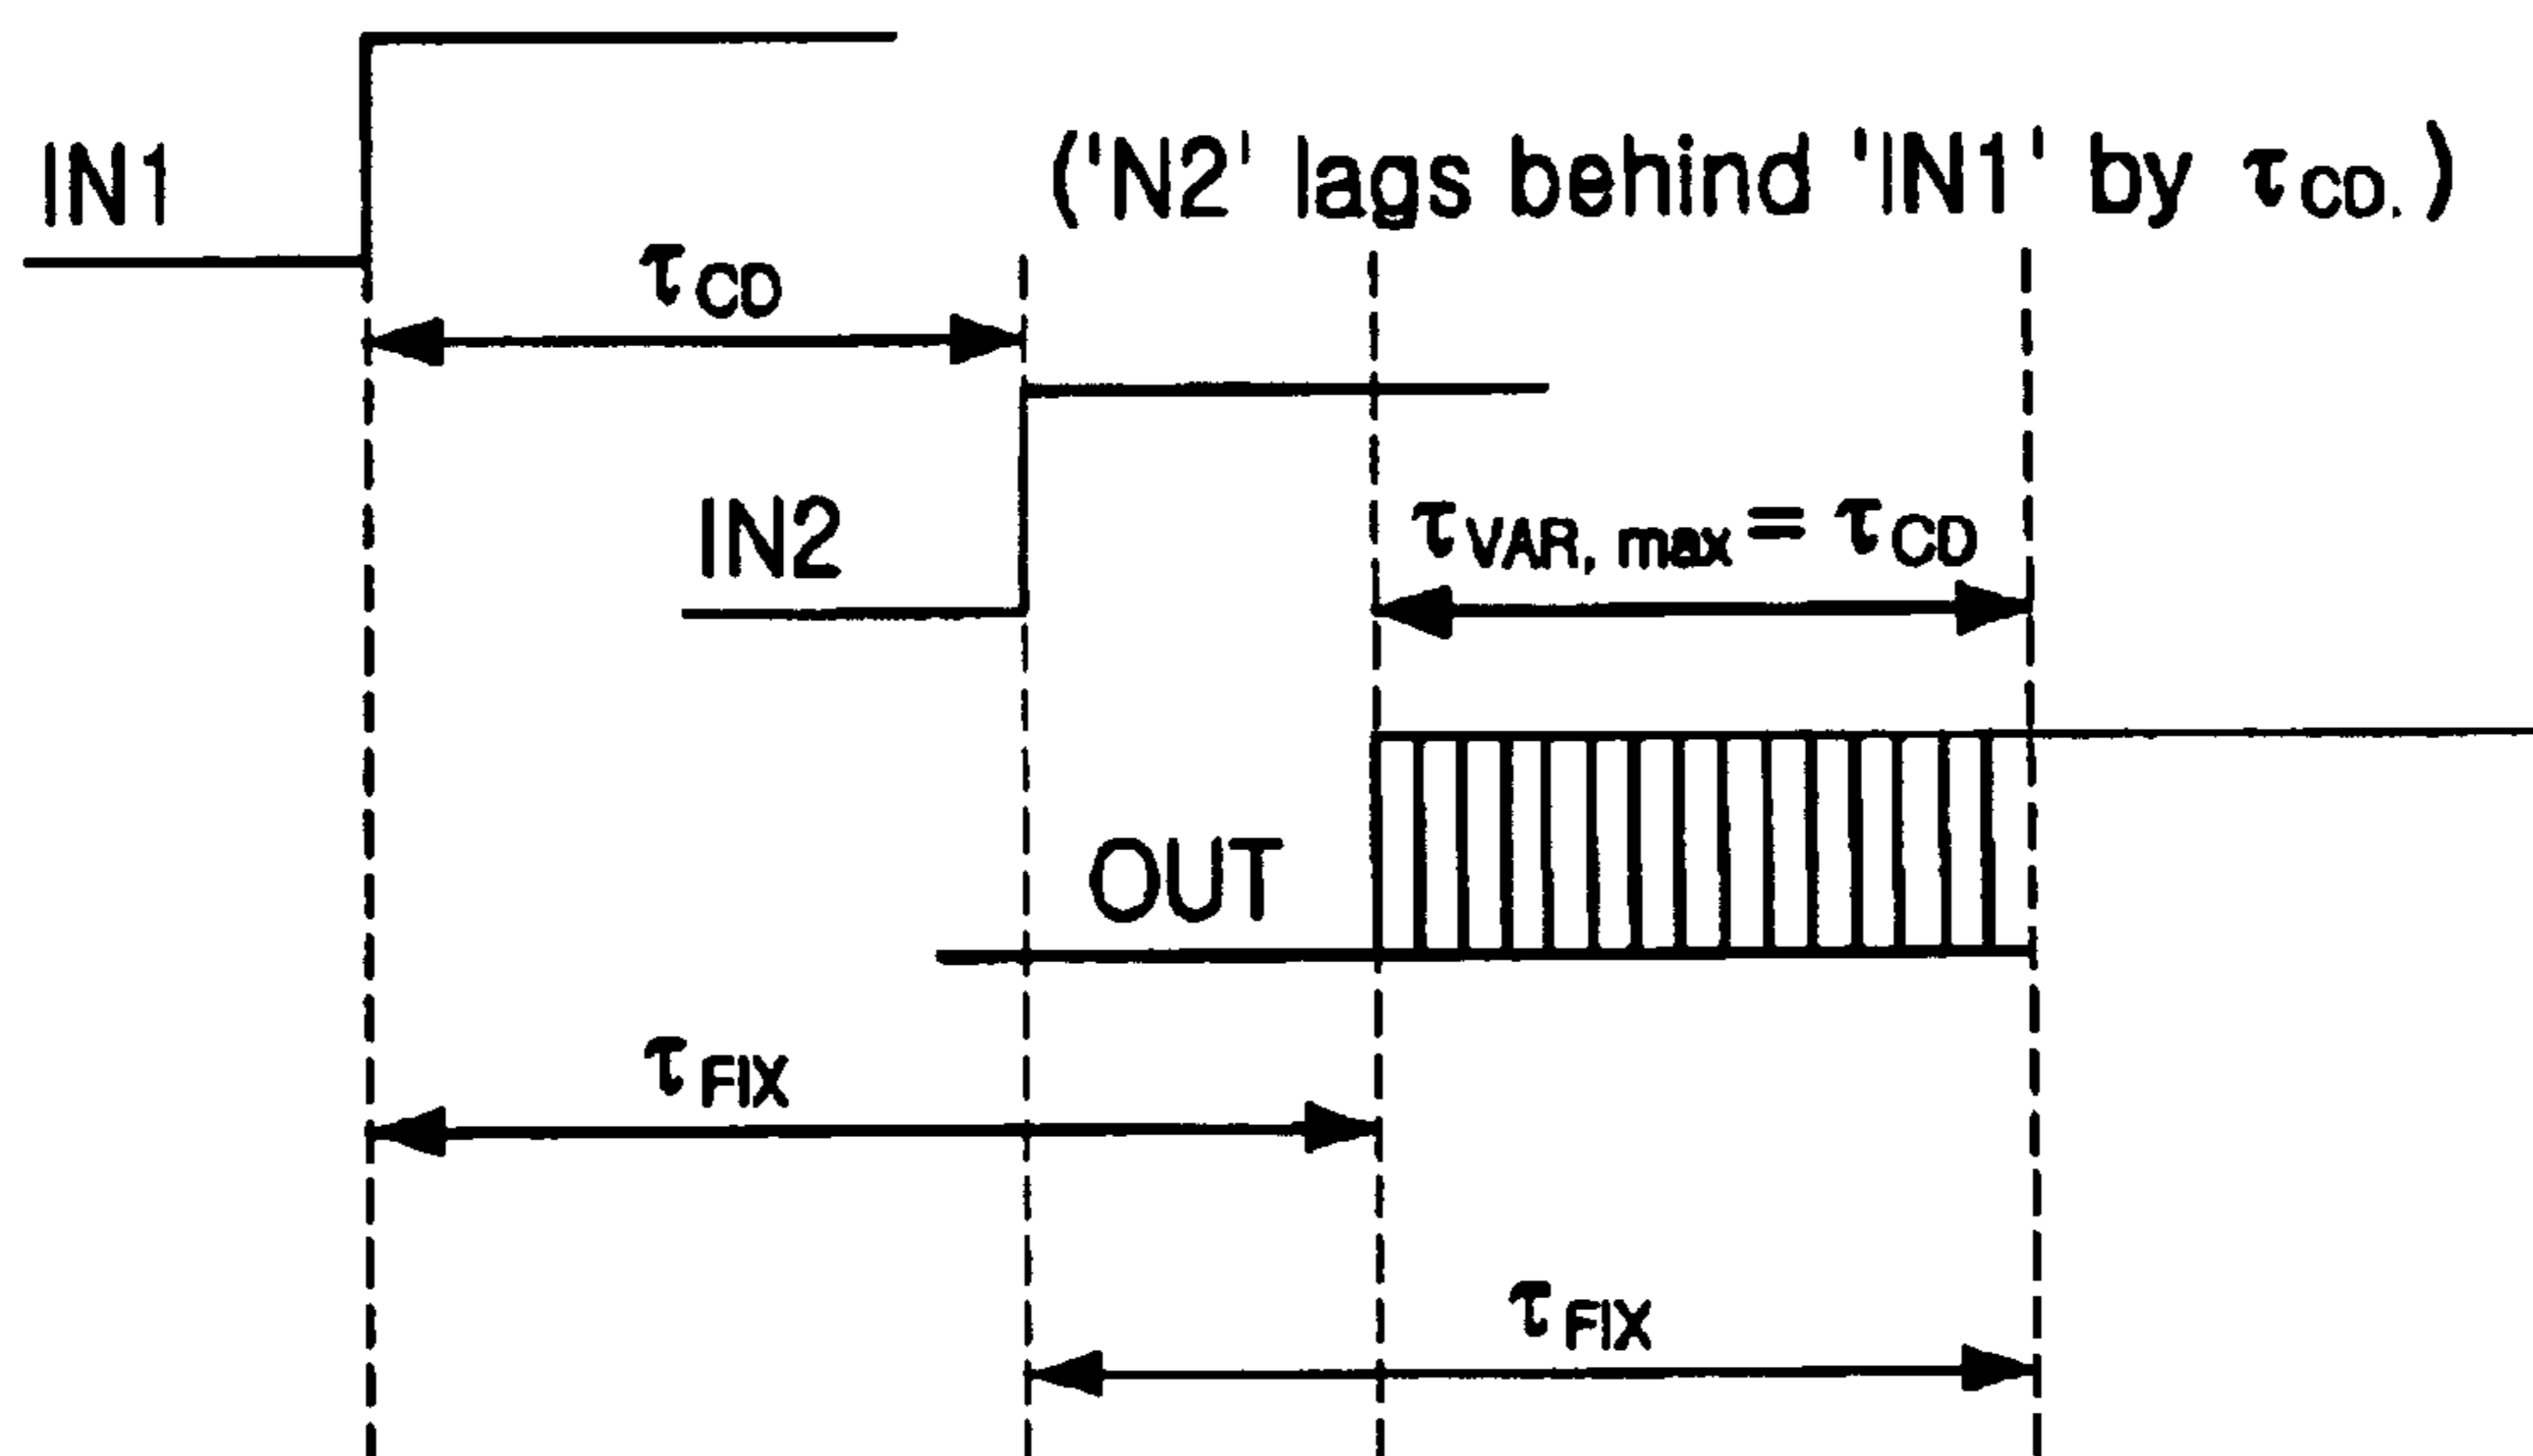 IN1
('N2' lags behind 'IN1' by τCD.)
τCD
IN2
τVAR, max = τCD
OUT
τFIX
τFIX